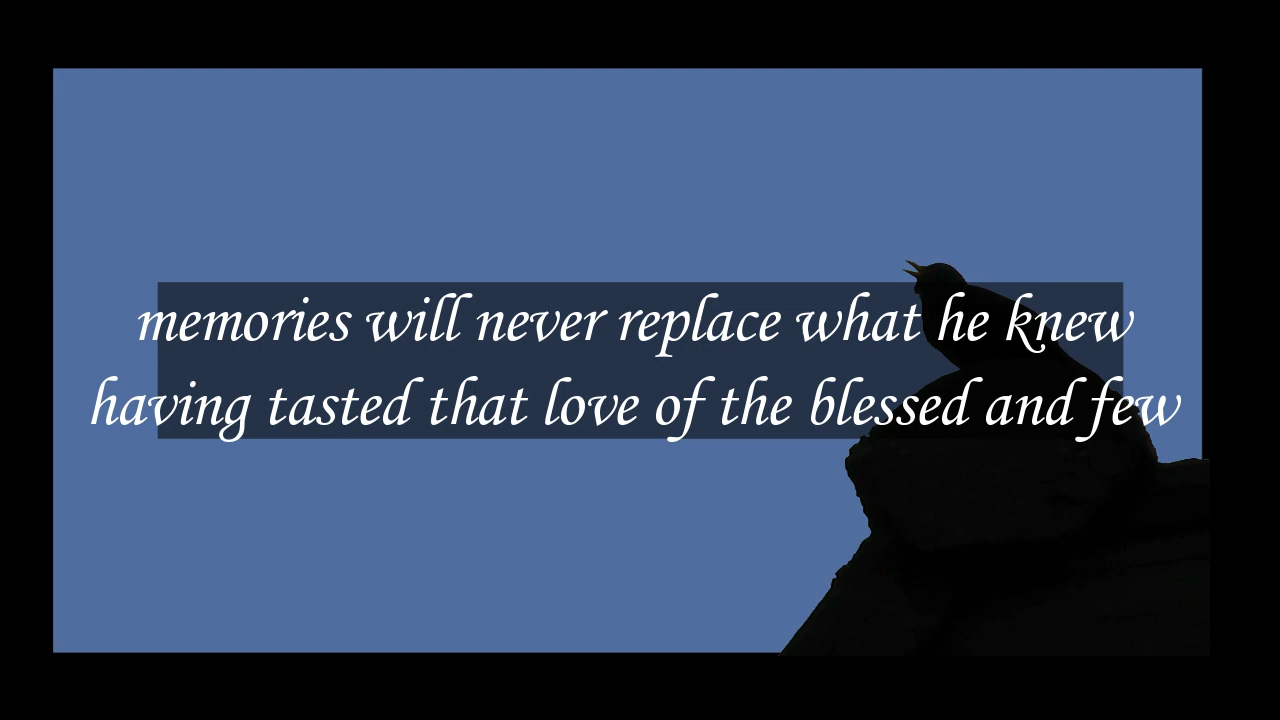 memories will never replace what he knew
having tasted that love of the blessed and few